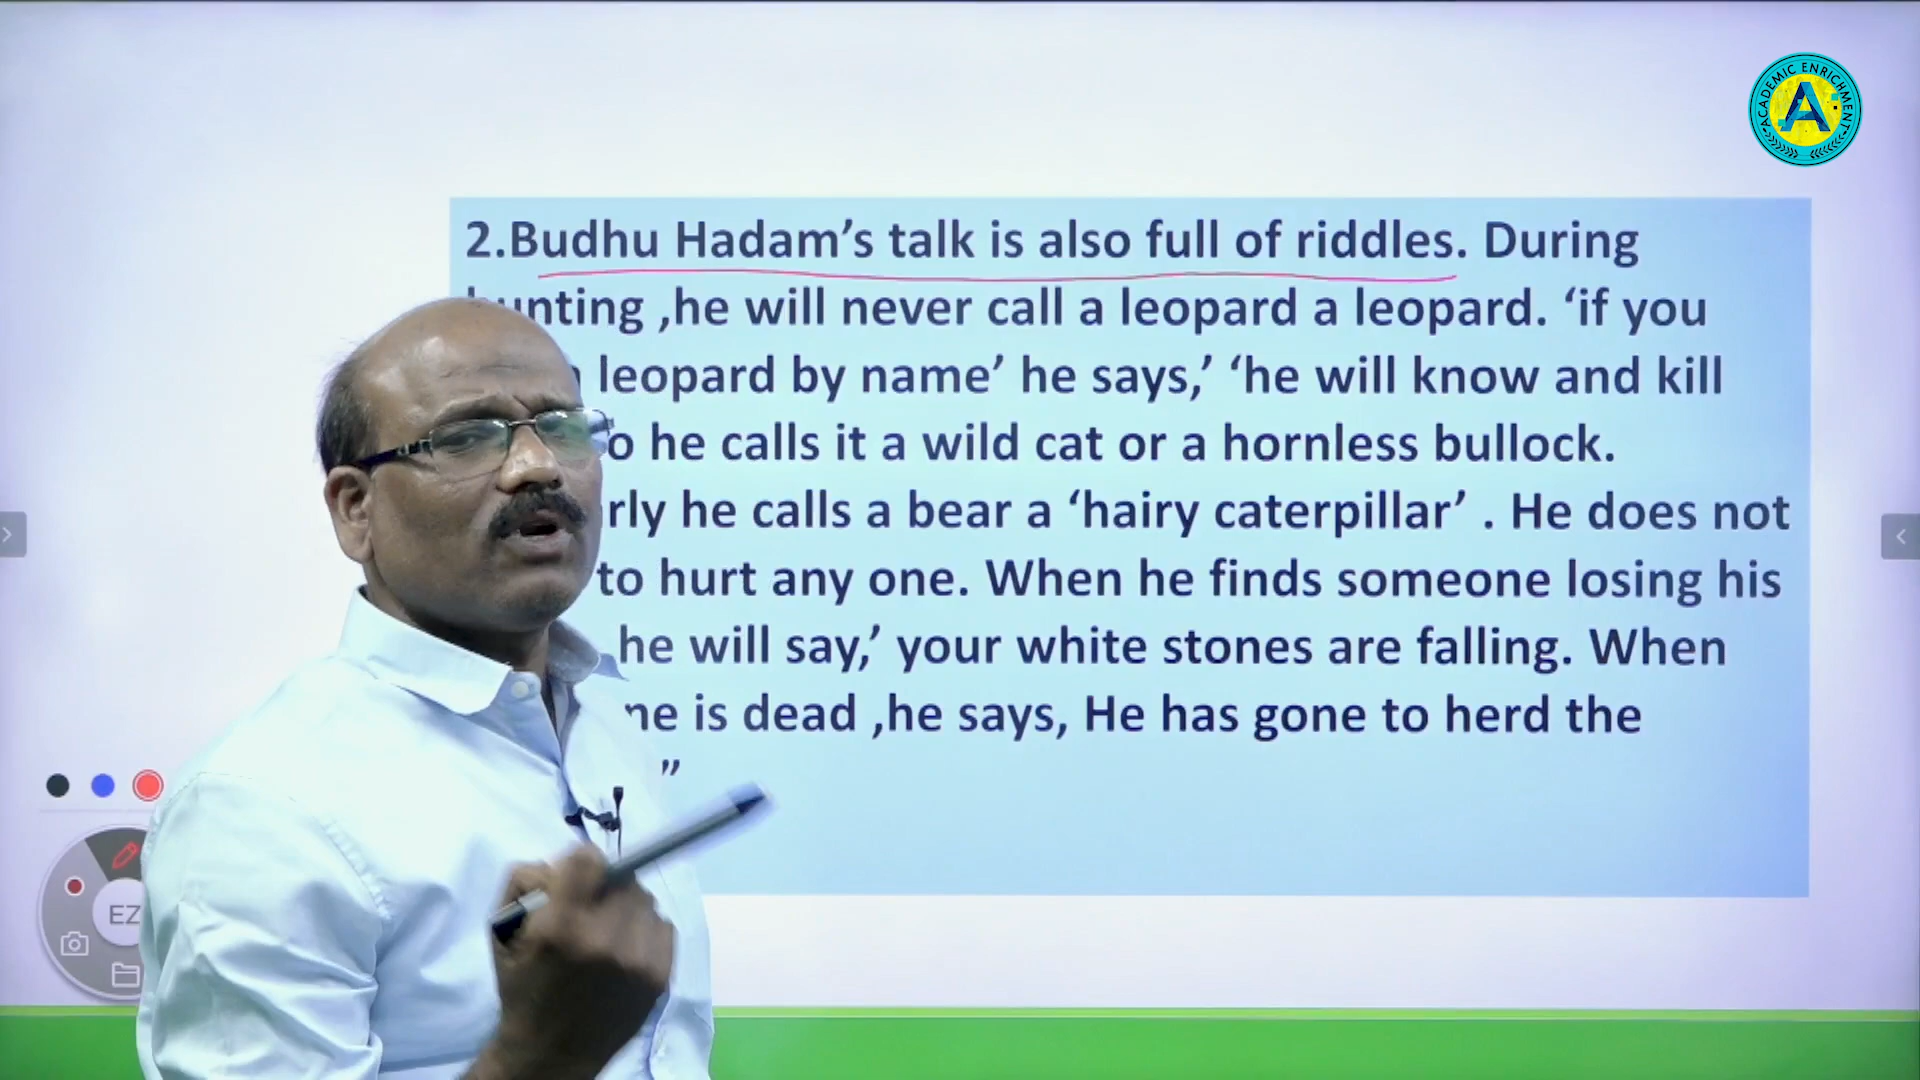 ACADEMIC ENRICHMENT
A
2.Budhu Hadam’s talk is also full of riddles. During
,he will never call a leopard a leopard. ‘if you
leopard by name’ he says,’ ‘he will know and kill
he calls it a wild cat or a hornless bullock.
he calls a bear a ‘hairy caterpillar’ . He does not
to hurt any one. When he finds someone losing his
he will say,’ your white stones are falling. When
is dead ,he says, He has gone to herd the
”
EZ